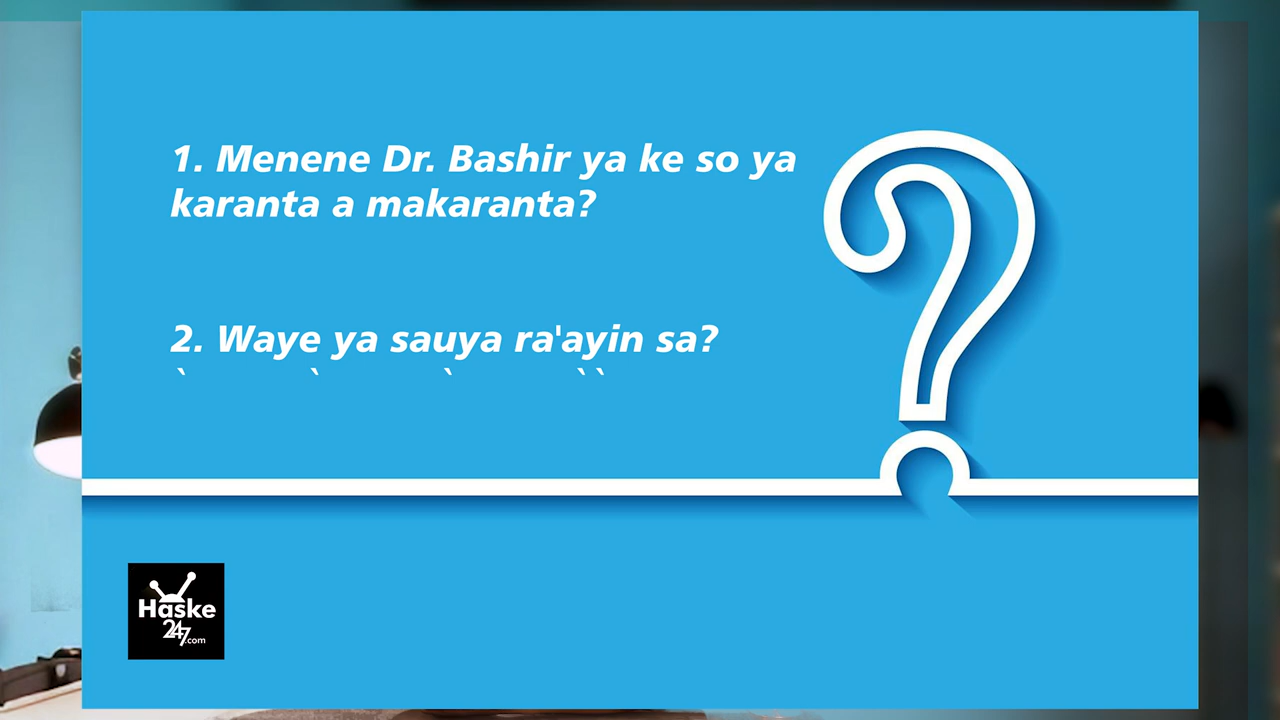 1. Menene Dr. Bashir ya ke so ya
karanta a makaranta?
2. Waye ya sauya ra'ayin sa?
Haske
247.com